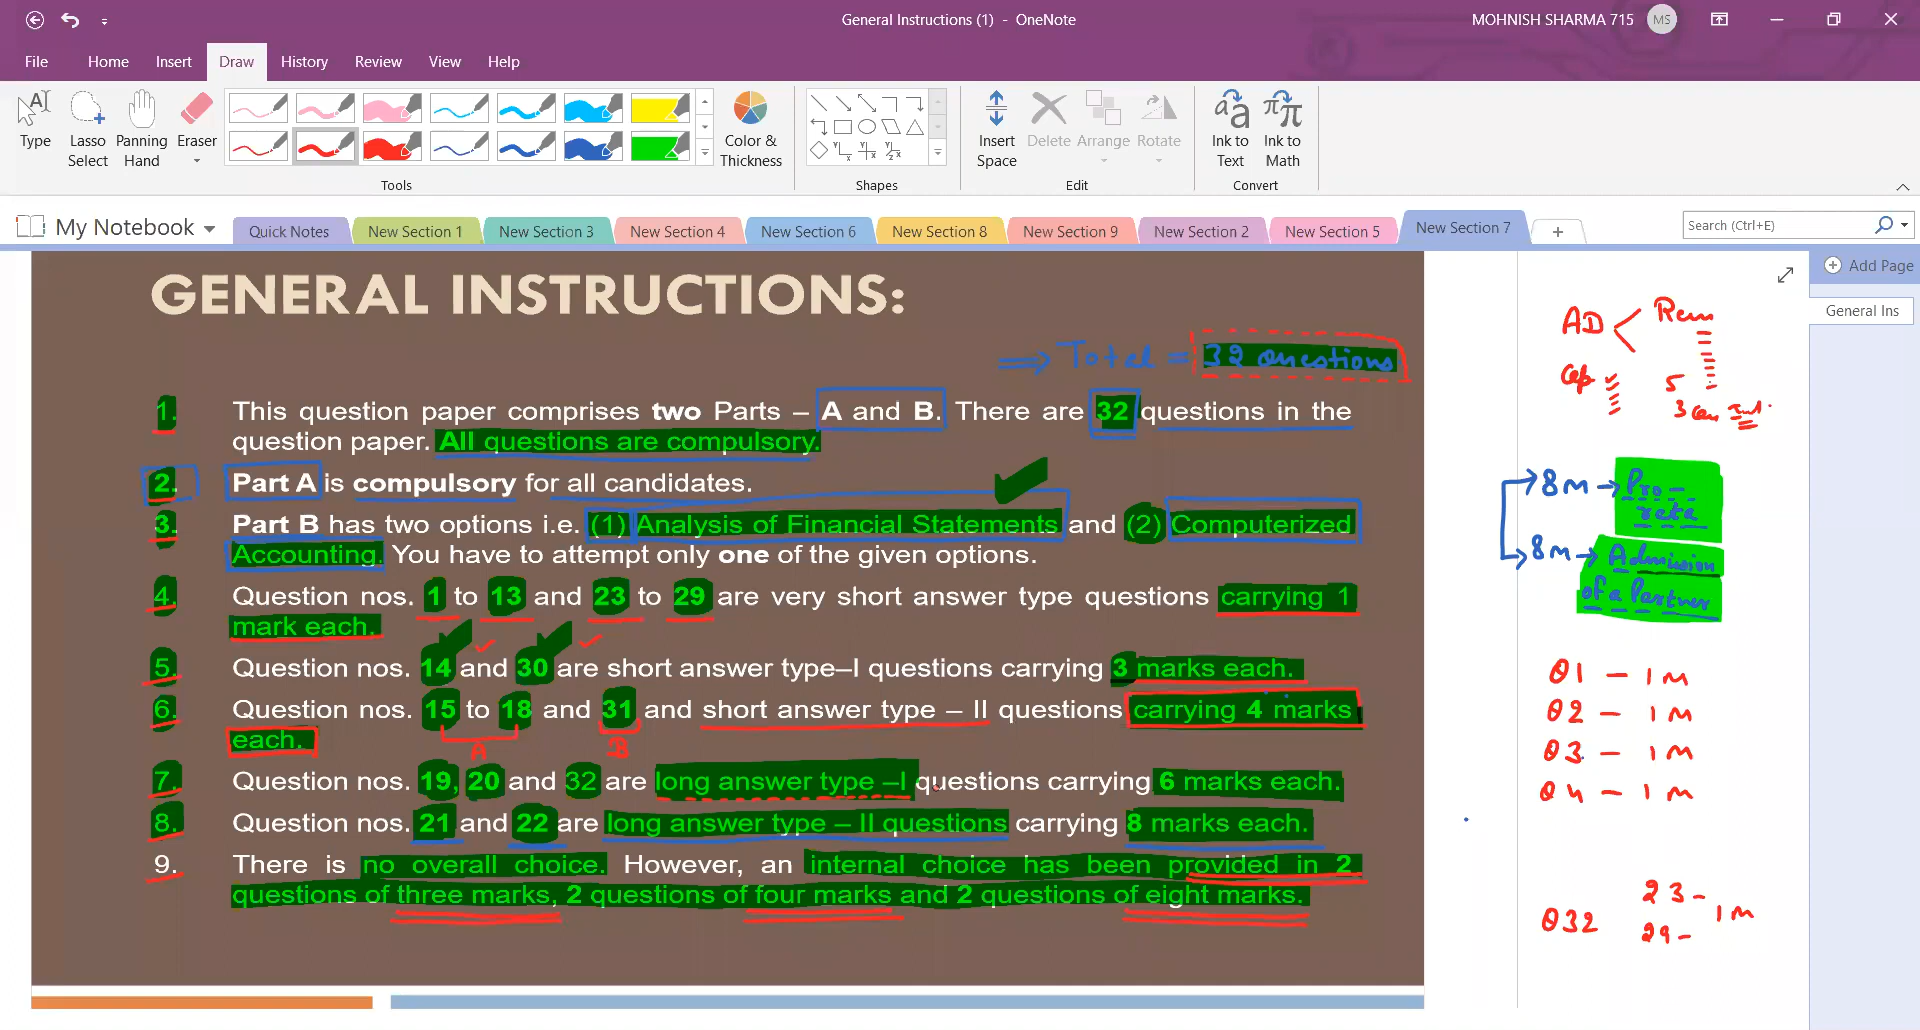 General Instructions (1) - OneNote
MOHNISH SHARMA 715 MS
File Home Insert Draw History Review View Help
Type Lasso Select Panning Hand Eraser Color & Thickness Insert Space Delete Arrange Rotate Ink to Text Ink to Math
Tools Shapes Edit Convert
My Notebook Quick Notes New Section 1 New Section 3 New Section 4 New Section 6 New Section 8 New Section 9 New Section 2 New Section 5 New Section 7 +
Search (Ctrl+E)
Add Page
General Ins
GENERAL INSTRUCTIONS:
⟹ Total = 32 questions
1. This question paper comprises two Parts – A and B. There are 32 questions in the
question paper. All questions are compulsory.
2. Part A is compulsory for all candidates.
3. Part B has two options i.e. (1) Analysis of Financial Statements and (2) Computerized
Accounting. You have to attempt only one of the given options.
4. Question nos. 1 to 13 and 23 to 29 are very short answer type questions carrying 1
mark each.
5. Question nos. 14 and 30 are short answer type–I questions carrying 3 marks each.
6. Question nos. 15 to 18 and 31 and short answer type – II questions carrying 4 marks
each.
A B
7. Question nos. 19, 20 and 32 are long answer type –I questions carrying 6 marks each.
8. Question nos. 21 and 22 are long answer type – II questions carrying 8 marks each.
9. There is no overall choice. However, an internal choice has been provided in 2
questions of three marks, 2 questions of four marks and 2 questions of eight marks.
AD
Cap
5
8M → Pro-
rata
8M → Admission
of a Partner
Q1 – 1M
Q2 – 1M
Q3 – 1M
Q4 – 1M
Q32 23 –
29 –
1M